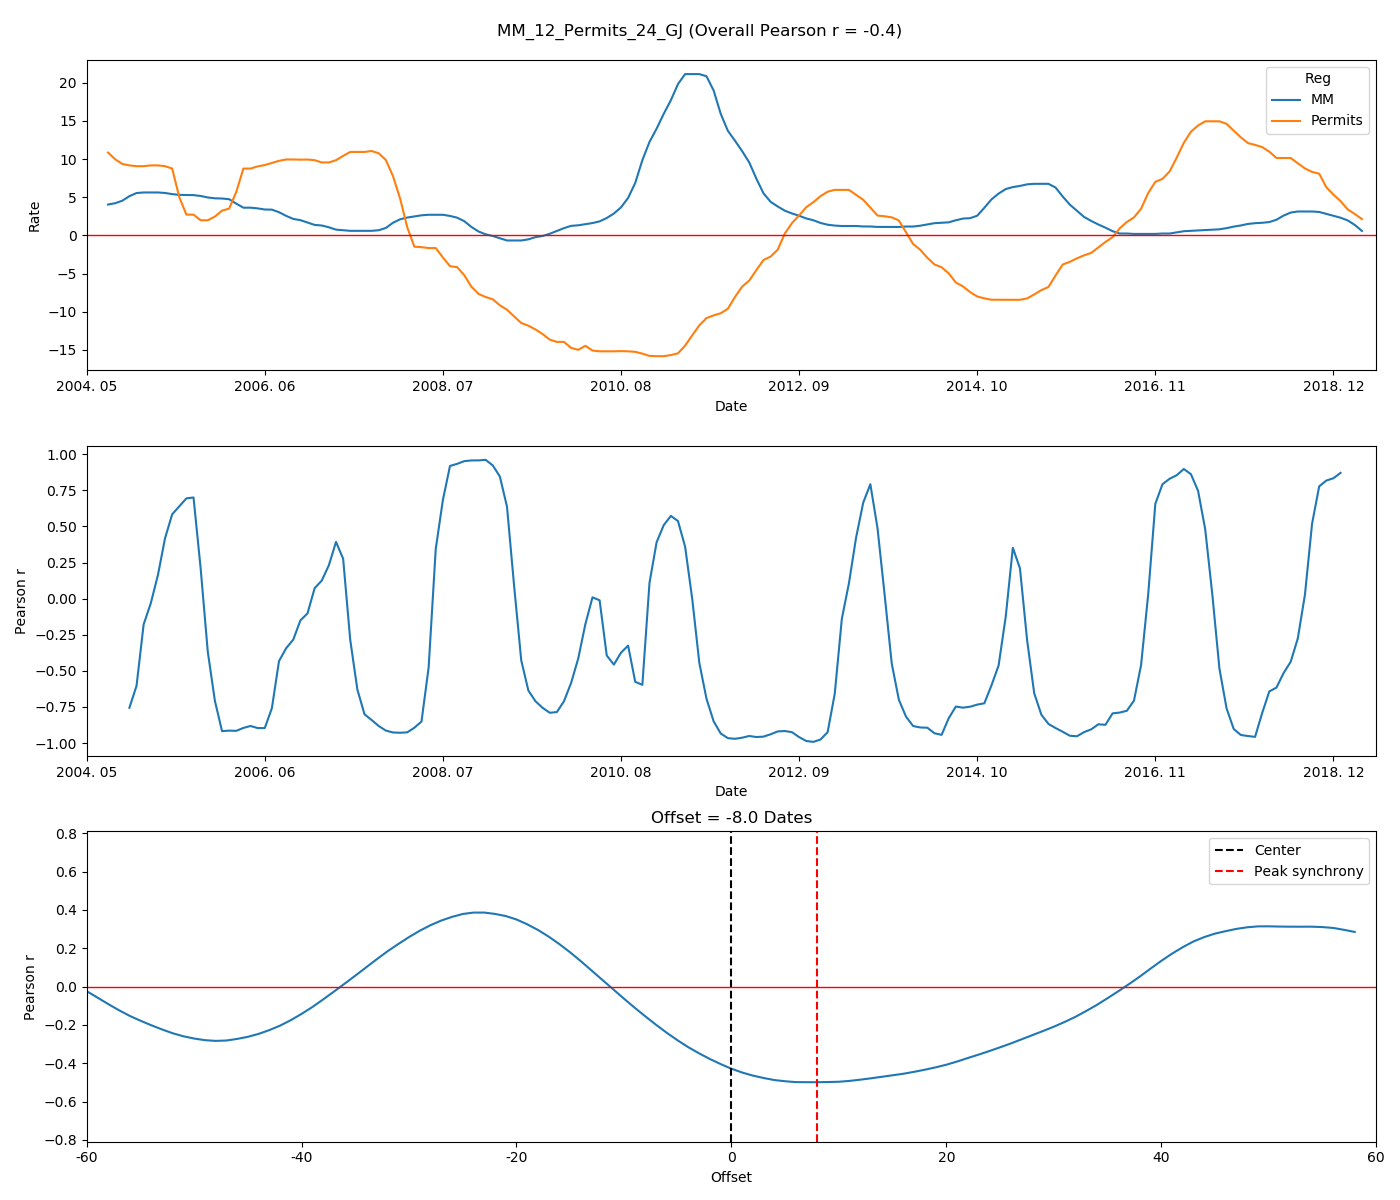 MM_12_Permits_24_GJ (Overall Pearson r = -0.4)
Reg
MM
Permits
20
15
10
5
0
−5
−10
−15
Rate
2004. 05 2006. 06 2008. 07 2010. 08 2012. 09 2014. 10 2016. 11 2018. 12
Date
1.00
0.75
0.50
0.25
0.00
−0.25
−0.50
−0.75
−1.00
Pearson r
2004. 05 2006. 06 2008. 07 2010. 08 2012. 09 2014. 10 2016. 11 2018. 12
Date
Offset = -8.0 Dates
Center
Peak synchrony
0.8
0.6
0.4
0.2
0.0
−0.2
−0.4
−0.6
−0.8
Pearson r
-60 -40 -20 0 20 40 60
Offset